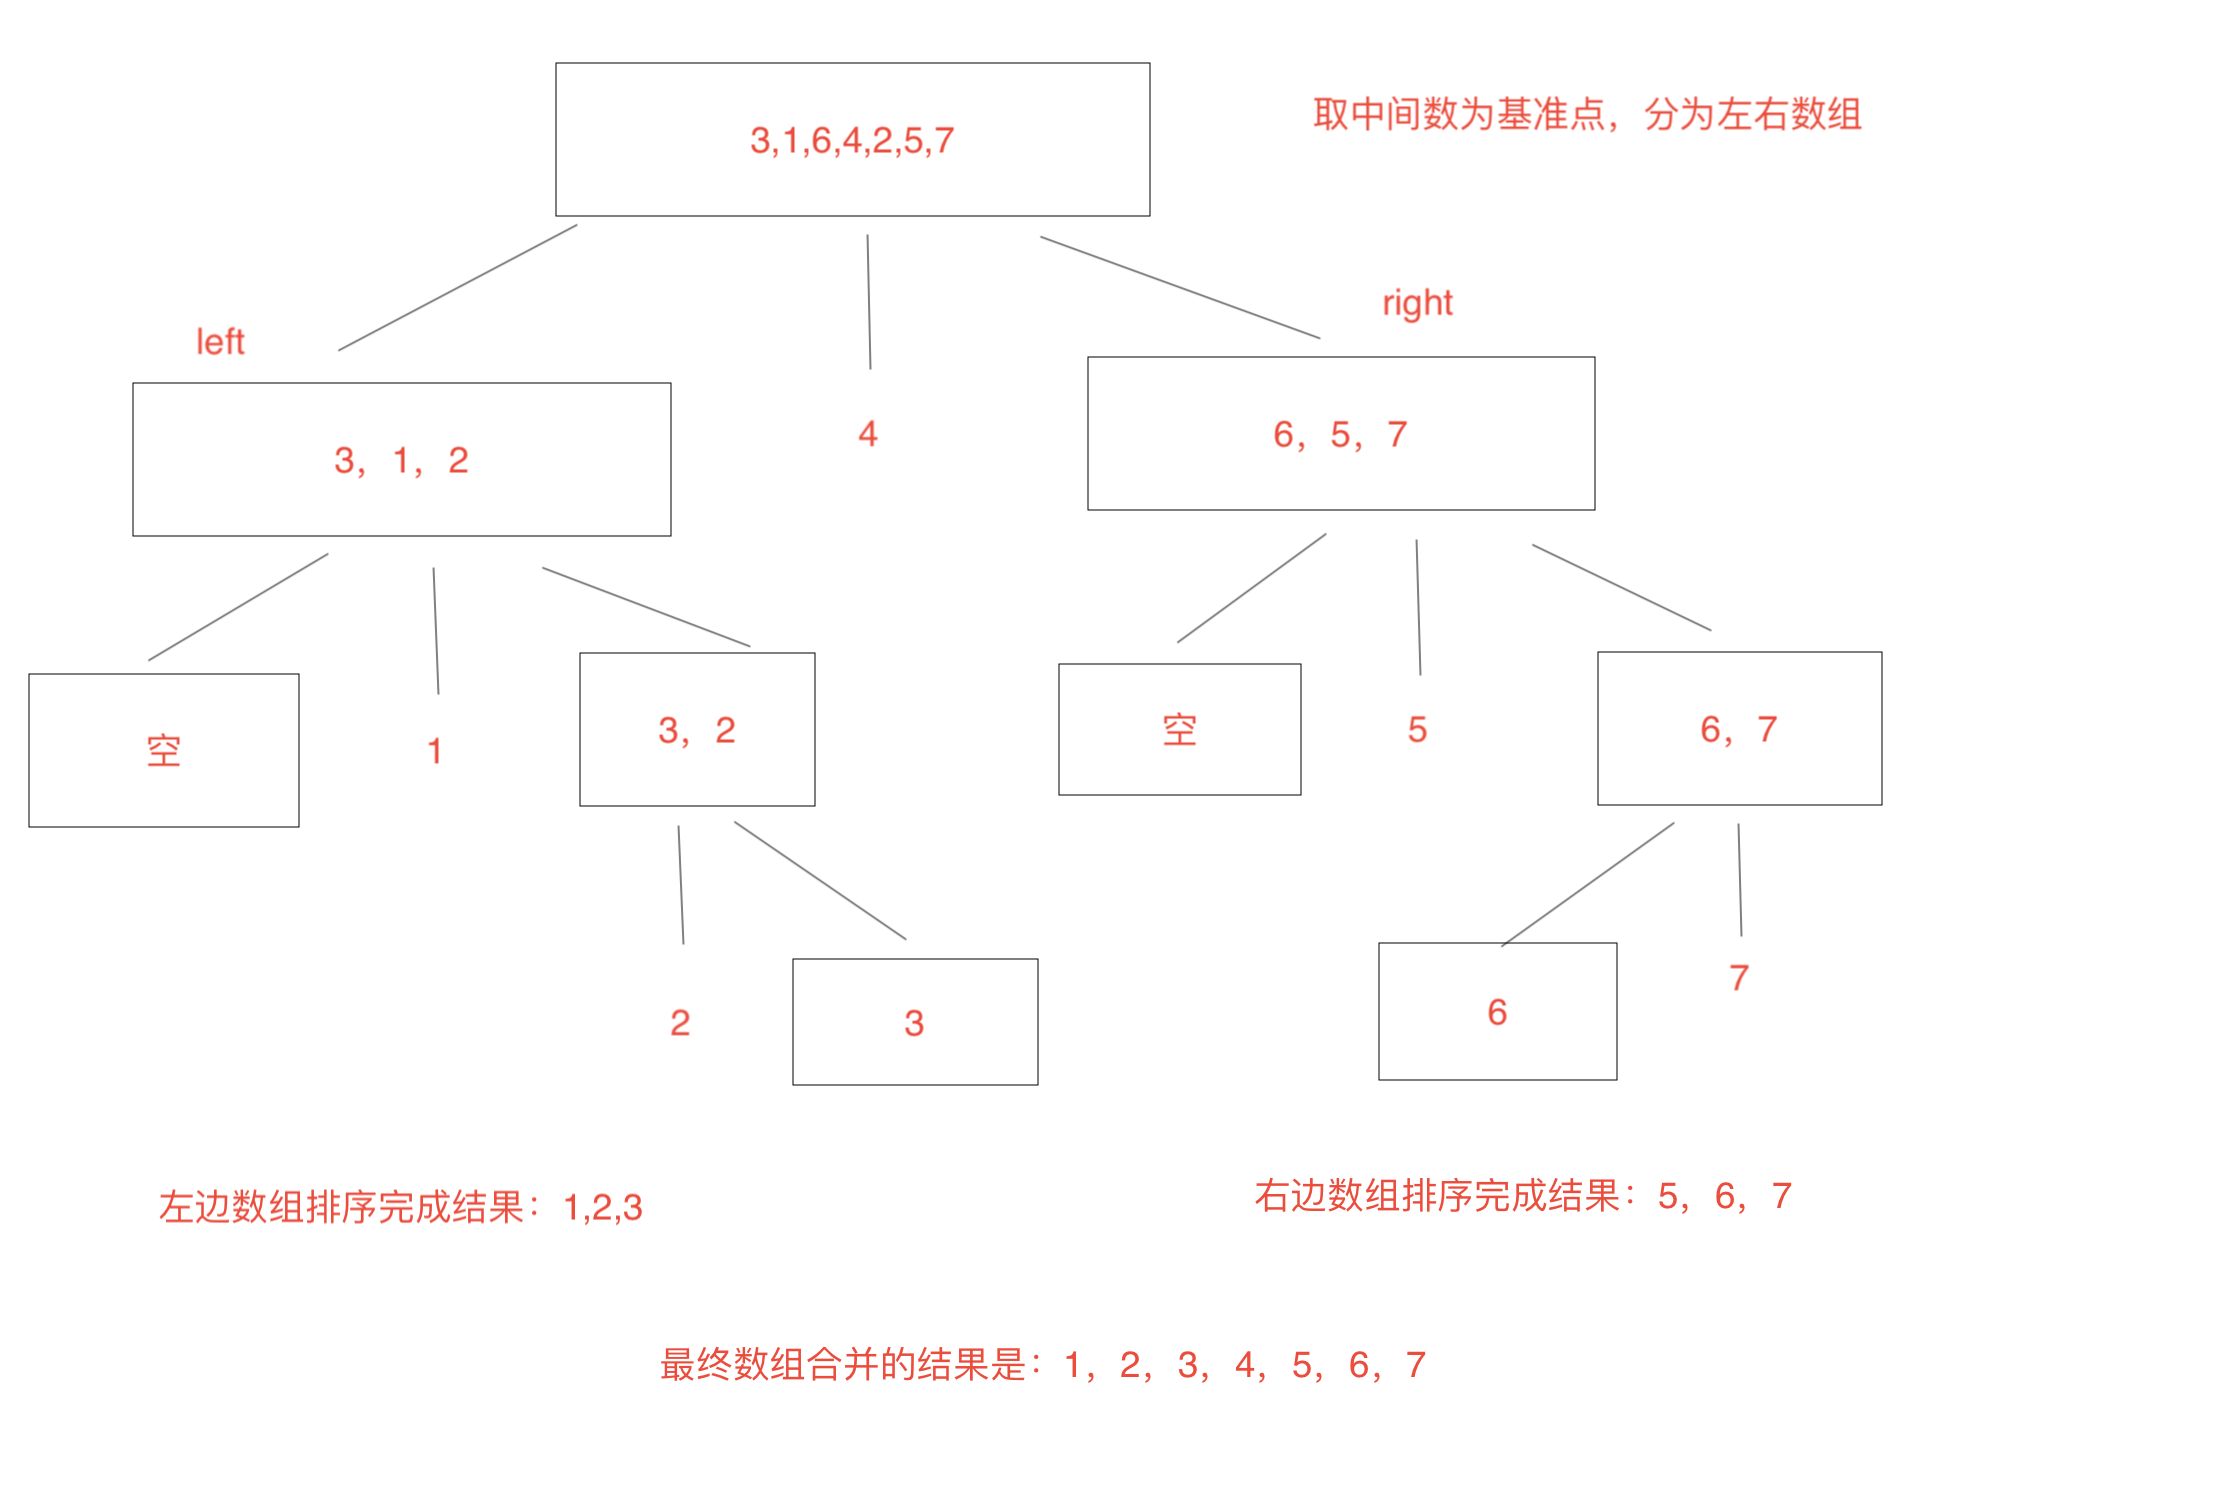 3,1,6,4,2,5,7
取中间数为基准点，分为左右数组
left
right
3，1，2
4
6，5，7
空
1
3，2
空
5
6，7
2
3
6
7
左边数组排序完成结果：1,2,3
右边数组排序完成结果：5，6，7
最终数组合并的结果是：1，2，3，4，5，6，7